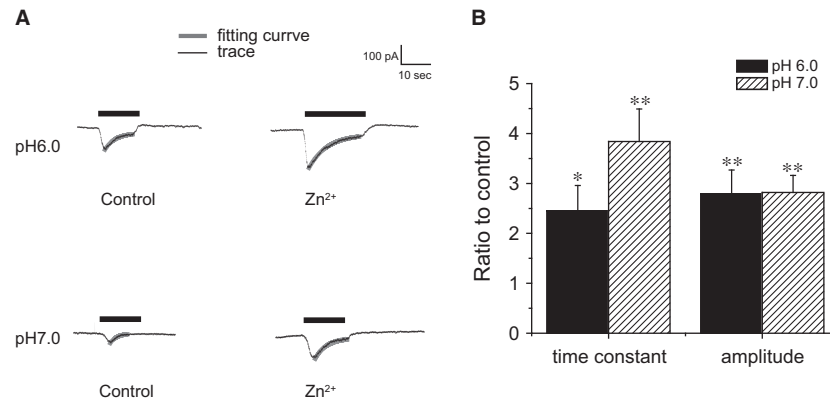 A
fitting currve
trace
100 pA
10 sec
pH6.0
Control
Zn²⁺
pH7.0
Control
Zn²⁺
B
pH 6.0
pH 7.0
Ratio to control
5
4
3
2
1
0
*
**
**
**
time constant
amplitude